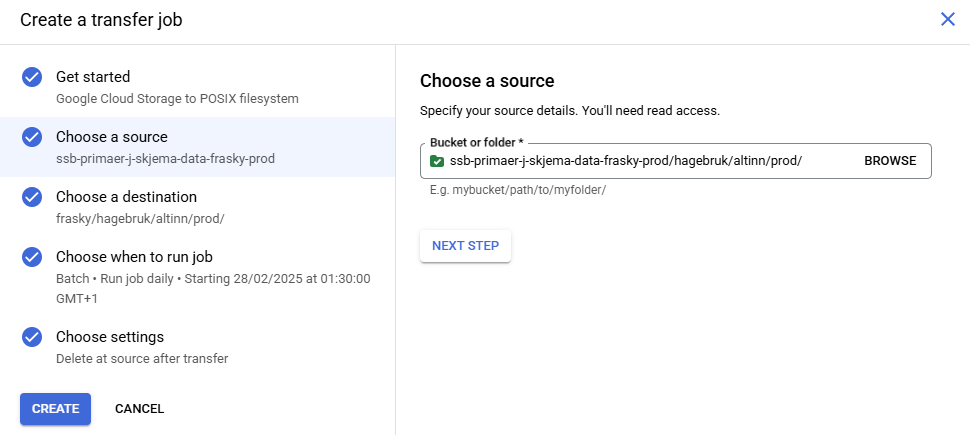 Create a transfer job
Get started
Google Cloud Storage to POSIX filesystem
Choose a source
ssb-primaer-j-skjema-data-frasky-prod
Choose a destination
frasky/hagebruk/altinn/prod/
Choose when to run job
Batch • Run job daily • Starting 28/02/2025 at 01:30:00
GMT+1
Choose settings
Delete at source after transfer
CREATE CANCEL
Choose a source
Specify your source details. You'll need read access.
Bucket or folder *
ssb-primaer-j-skjema-data-frasky-prod/hagebruk/altinn/prod/ BROWSE
E.g. mybucket/path/to/myfolder/
NEXT STEP